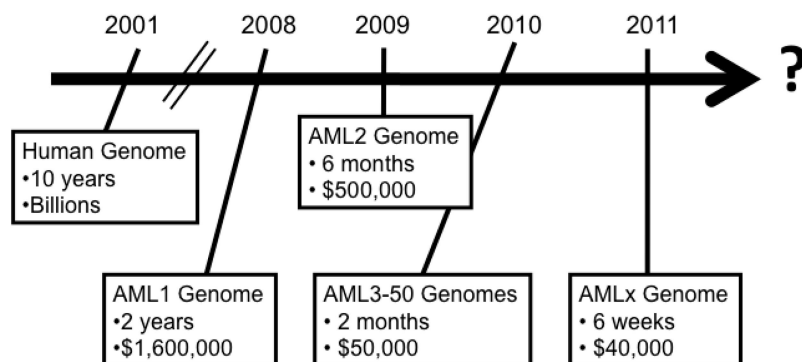 2001 2008 2009 2010 2011
?
Human Genome
•10 years
•Billions
AML2 Genome
• 6 months
• $500,000
AML1 Genome
•2 years
•$1,600,000
AML3-50 Genomes
• 2 months
• $50,000
AMLx Genome
• 6 weeks
• $40,000